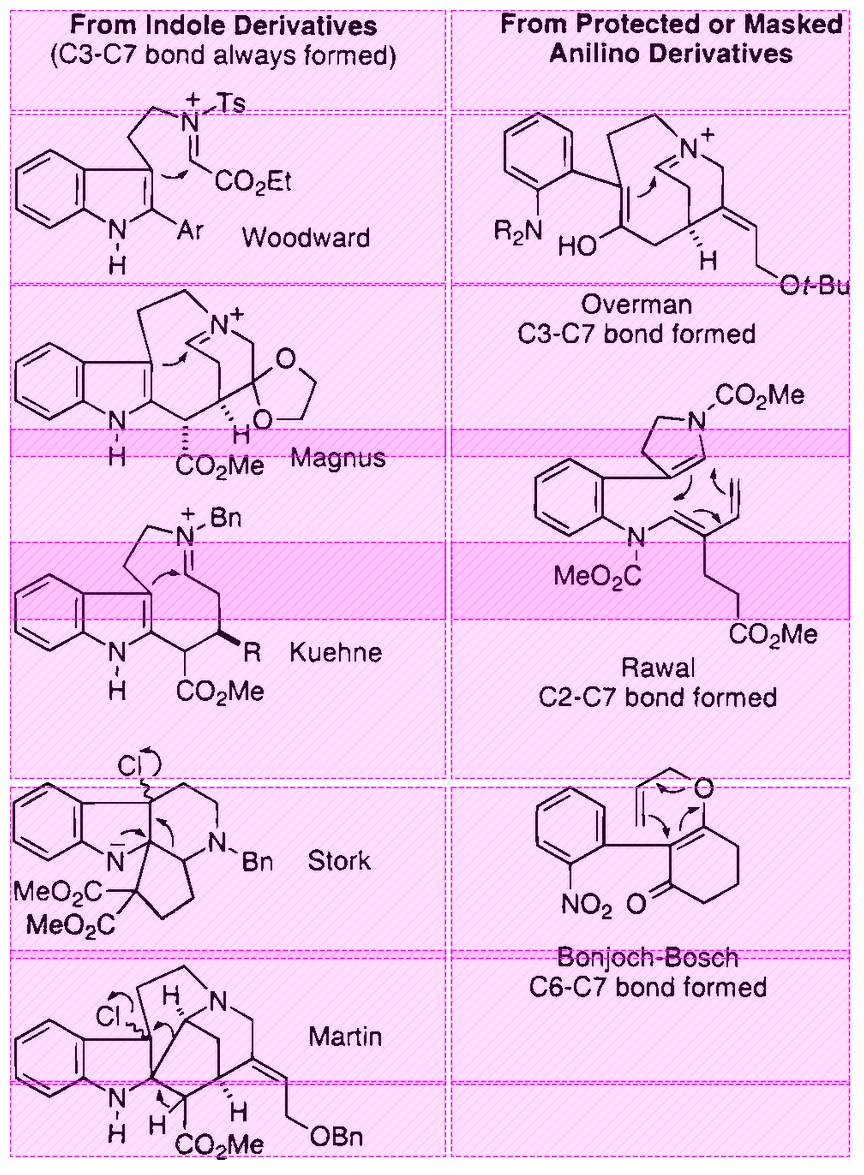 From Indole Derivatives
(C3-C7 bond always formed)
+
N
Ts
CO₂Et
N
H
Ar
Woodward
N+
O
O
N
H
H
CO₂Me
Magnus
+
N
Bn
N
H
R
CO₂Me
Kuehne
Cl
N
−
N
Bn
MeO₂C
MeO₂C
Stork
H
N
Cl
Martin
N
H
H
H
CO₂Me
OBn
From Protected or Masked
Anilino Derivatives
N+
R₂N
HO
H
Ot-Bu
Overman
C3-C7 bond formed
CO₂Me
N
N
MeO₂C
CO₂Me
Rawal
C2-C7 bond formed
O
NO₂
O
Bonjoch-Bosch
C6-C7 bond formed